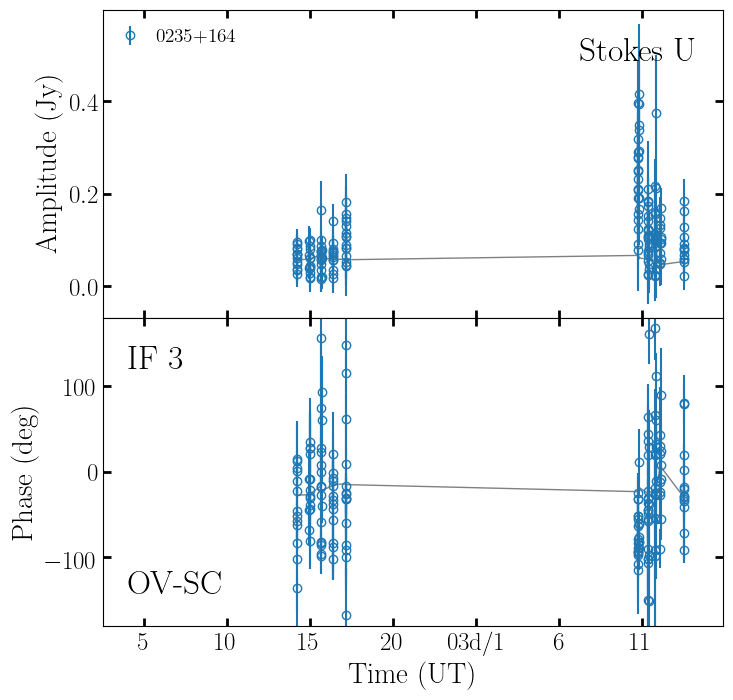 0235+164
Stokes U
Amplitude (Jy)
0.4
0.2
0.0
IF 3
Phase (deg)
100
0
−100
OV-SC
5 10 15 20 03d/1 6 11
Time (UT)